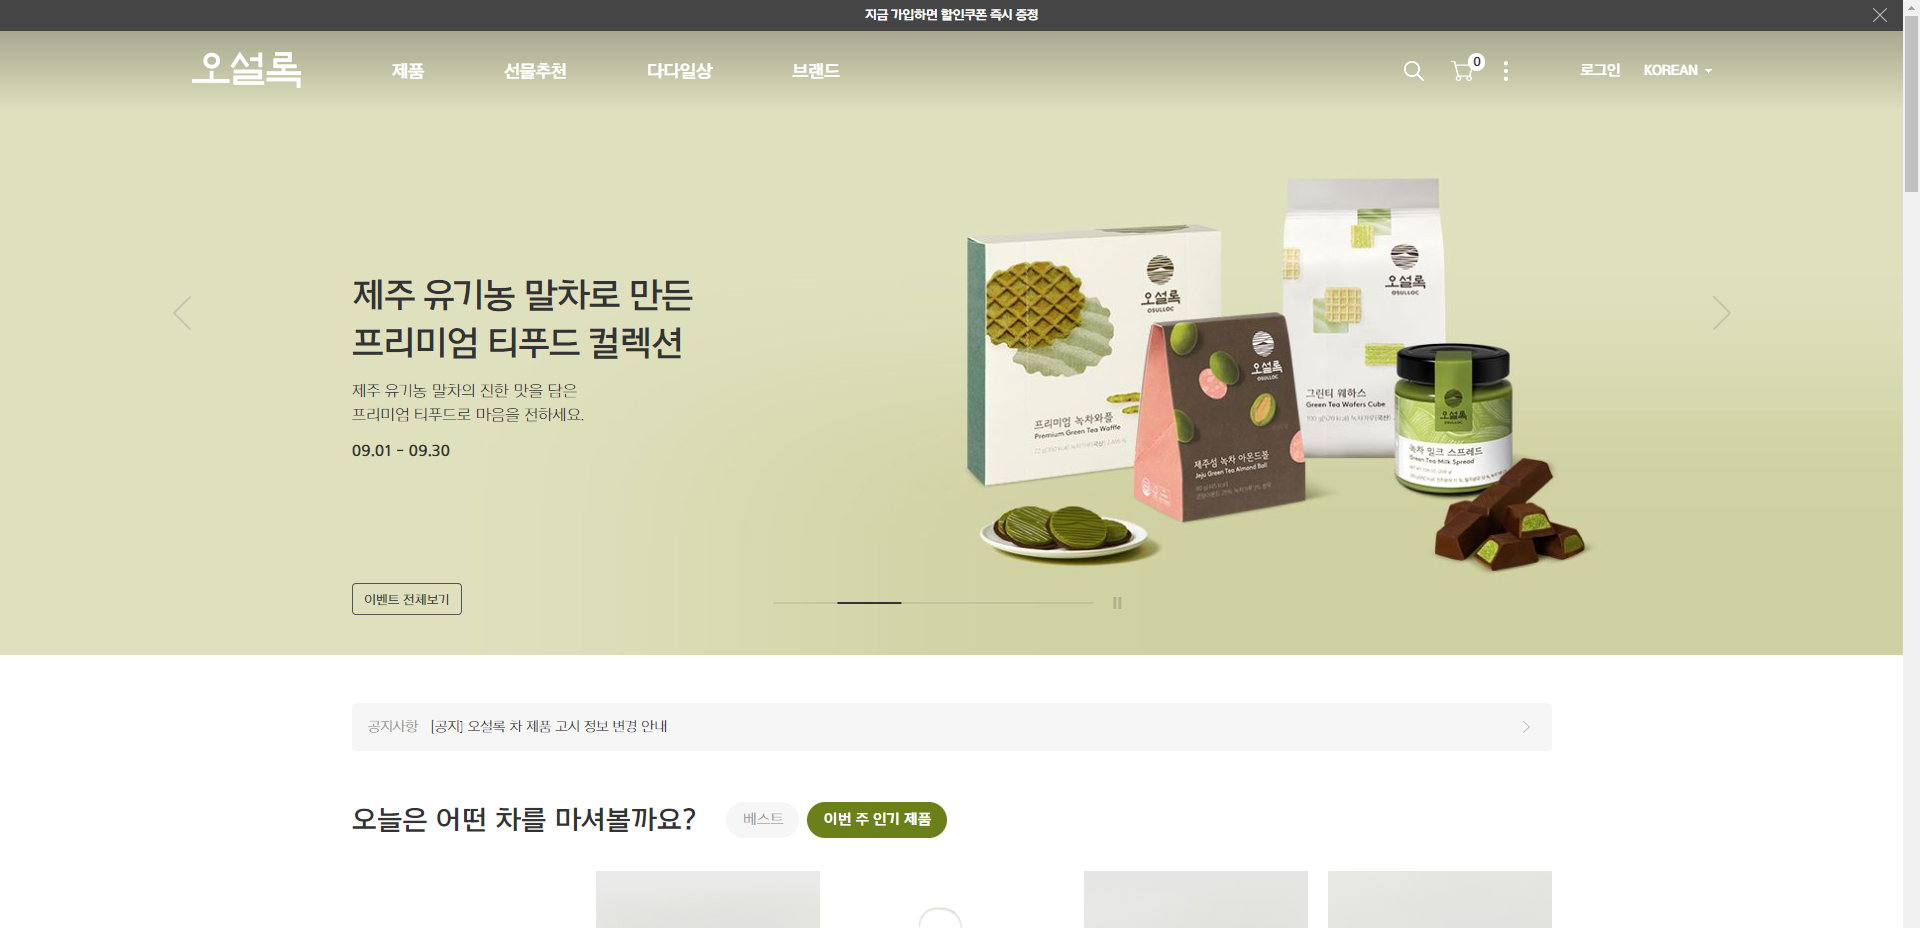 지금 가입하면 할인쿠폰 즉시 증정
오설록
제품
선물추천
다다일상
브랜드
0
로그인
KOREAN
제주 유기농 말차로 만든
프리미엄 티푸드 컬렉션
제주 유기농 말차의 진한 맛을 담은
프리미엄 티푸드로 마음을 전하세요.
09.01 - 09.30
오설록
OSULLOC
프리미엄 녹차와플
Premium Green Tea Waffle
오설록
OSULLOC
제주섬 녹차 아몬드볼
Jeju Green Tea Almond Ball
오설록
OSULLOC
그린티 웨하스
Green Tea Wafers Cube
오설록
녹차 밀크 스프레드
Green Tea Milk Spread
이벤트 전체보기
공지사항 [공지] 오설록 차 제품 고시 정보 변경 안내
오늘은 어떤 차를 마셔볼까요?
베스트
이번 주 인기 제품